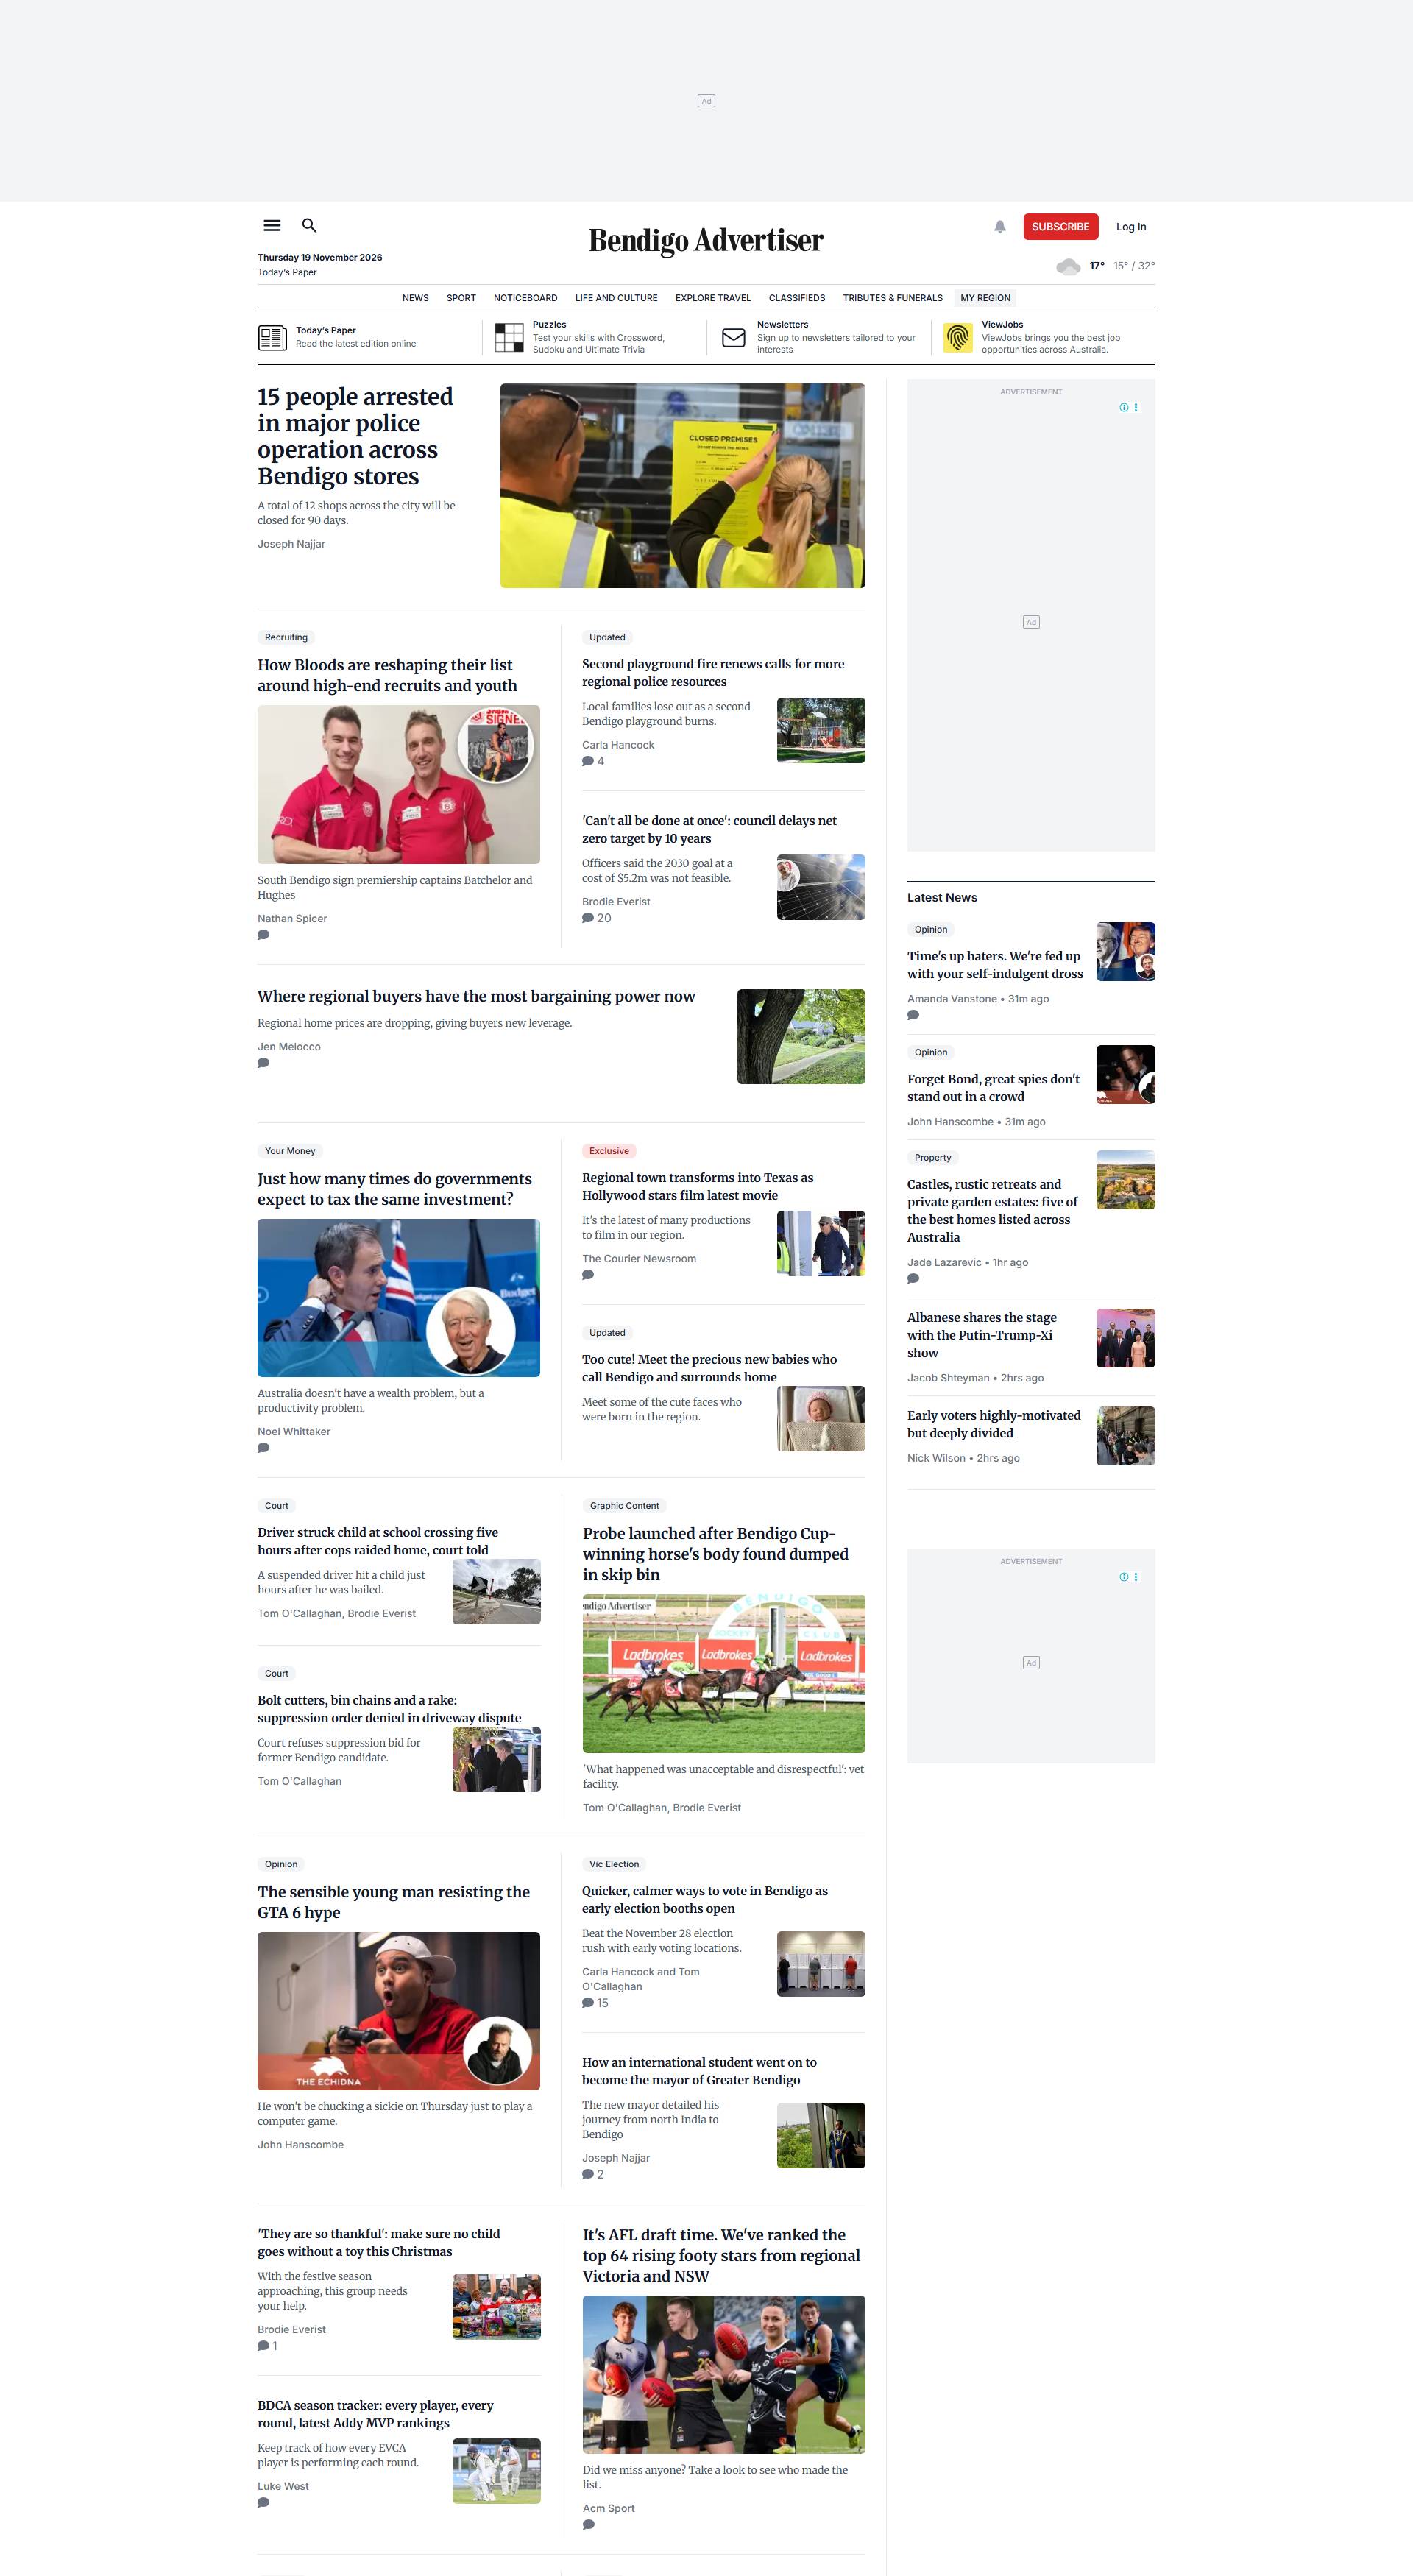 Ad
SUBSCRIBE
Log In
Bendigo Advertiser
Thursday 19 November 2026
Today's Paper
17° 15° / 32°
NEWS SPORT NOTICEBOARD LIFE AND CULTURE EXPLORE TRAVEL CLASSIFIEDS TRIBUTES & FUNERALS MY REGION
Today's Paper
Read the latest edition online
Puzzles
Test your skills with Crossword,
Sudoku and Ultimate Trivia
Newsletters
Sign up to newsletters tailored to your
interests
ViewJobs
ViewJobs brings you the best job
opportunities across Australia.
15 people arrested
in major police
operation across
Bendigo stores
A total of 12 shops across the city will be
closed for 90 days.
Joseph Najjar
CLOSED PREMISES
Recruiting
How Bloods are reshaping their list
around high-end recruits and youth
SIGNED
South Bendigo sign premiership captains Batchelor and
Hughes
Nathan Spicer
Updated
Second playground fire renews calls for more
regional police resources
Local families lose out as a second
Bendigo playground burns.
Carla Hancock
4
'Can't all be done at once': council delays net
zero target by 10 years
Officers said the 2030 goal at a
cost of $5.2m was not feasible.
Brodie Everist
20
Where regional buyers have the most bargaining power now
Regional home prices are dropping, giving buyers new leverage.
Jen Melocco
Your Money
Just how many times do governments
expect to tax the same investment?
Budget
Australia doesn't have a wealth problem, but a
productivity problem.
Noel Whittaker
Exclusive
Regional town transforms into Texas as
Hollywood stars film latest movie
It's the latest of many productions
to film in our region.
The Courier Newsroom
Updated
Too cute! Meet the precious new babies who
call Bendigo and surrounds home
Meet some of the cute faces who
were born in the region.
Court
Driver struck child at school crossing five
hours after cops raided home, court told
A suspended driver hit a child just
hours after he was bailed.
Tom O'Callaghan, Brodie Everist
Court
Bolt cutters, bin chains and a rake:
suppression order denied in driveway dispute
Court refuses suppression bid for
former Bendigo candidate.
Tom O'Callaghan
Graphic Content
Probe launched after Bendigo Cup-
winning horse's body found dumped
in skip bin
ndigo Advertiser
BENDIGO
JOCKEY CLUB
Ladbrokes
Ladbrokes
Ladbrokes
'What happened was unacceptable and disrespectful': vet
facility.
Tom O'Callaghan, Brodie Everist
Opinion
The sensible young man resisting the
GTA 6 hype
THE ECHIDNA
He won't be chucking a sickie on Thursday just to play a
computer game.
John Hanscombe
Vic Election
Quicker, calmer ways to vote in Bendigo as
early election booths open
Beat the November 28 election
rush with early voting locations.
Carla Hancock and Tom
O'Callaghan
15
How an international student went on to
become the mayor of Greater Bendigo
The new mayor detailed his
journey from north India to
Bendigo
Joseph Najjar
2
'They are so thankful': make sure no child
goes without a toy this Christmas
With the festive season
approaching, this group needs
your help.
Brodie Everist
1
BDCA season tracker: every player, every
round, latest Addy MVP rankings
Keep track of how every EVCA
player is performing each round.
Luke West
It's AFL draft time. We've ranked the
top 64 rising footy stars from regional
Victoria and NSW
Did we miss anyone? Take a look to see who made the
list.
Acm Sport
ADVERTISEMENT
Ad
Latest News
Opinion
Time's up haters. We're fed up
with your self-indulgent dross
Amanda Vanstone • 31m ago
Opinion
Forget Bond, great spies don't
stand out in a crowd
John Hanscombe • 31m ago
Property
Castles, rustic retreats and
private garden estates: five of
the best homes listed across
Australia
Jade Lazarevic • 1hr ago
Albanese shares the stage
with the Putin-Trump-Xi
show
Jacob Shteyman • 2hrs ago
Early voters highly-motivated
but deeply divided
Nick Wilson • 2hrs ago
ADVERTISEMENT
Ad